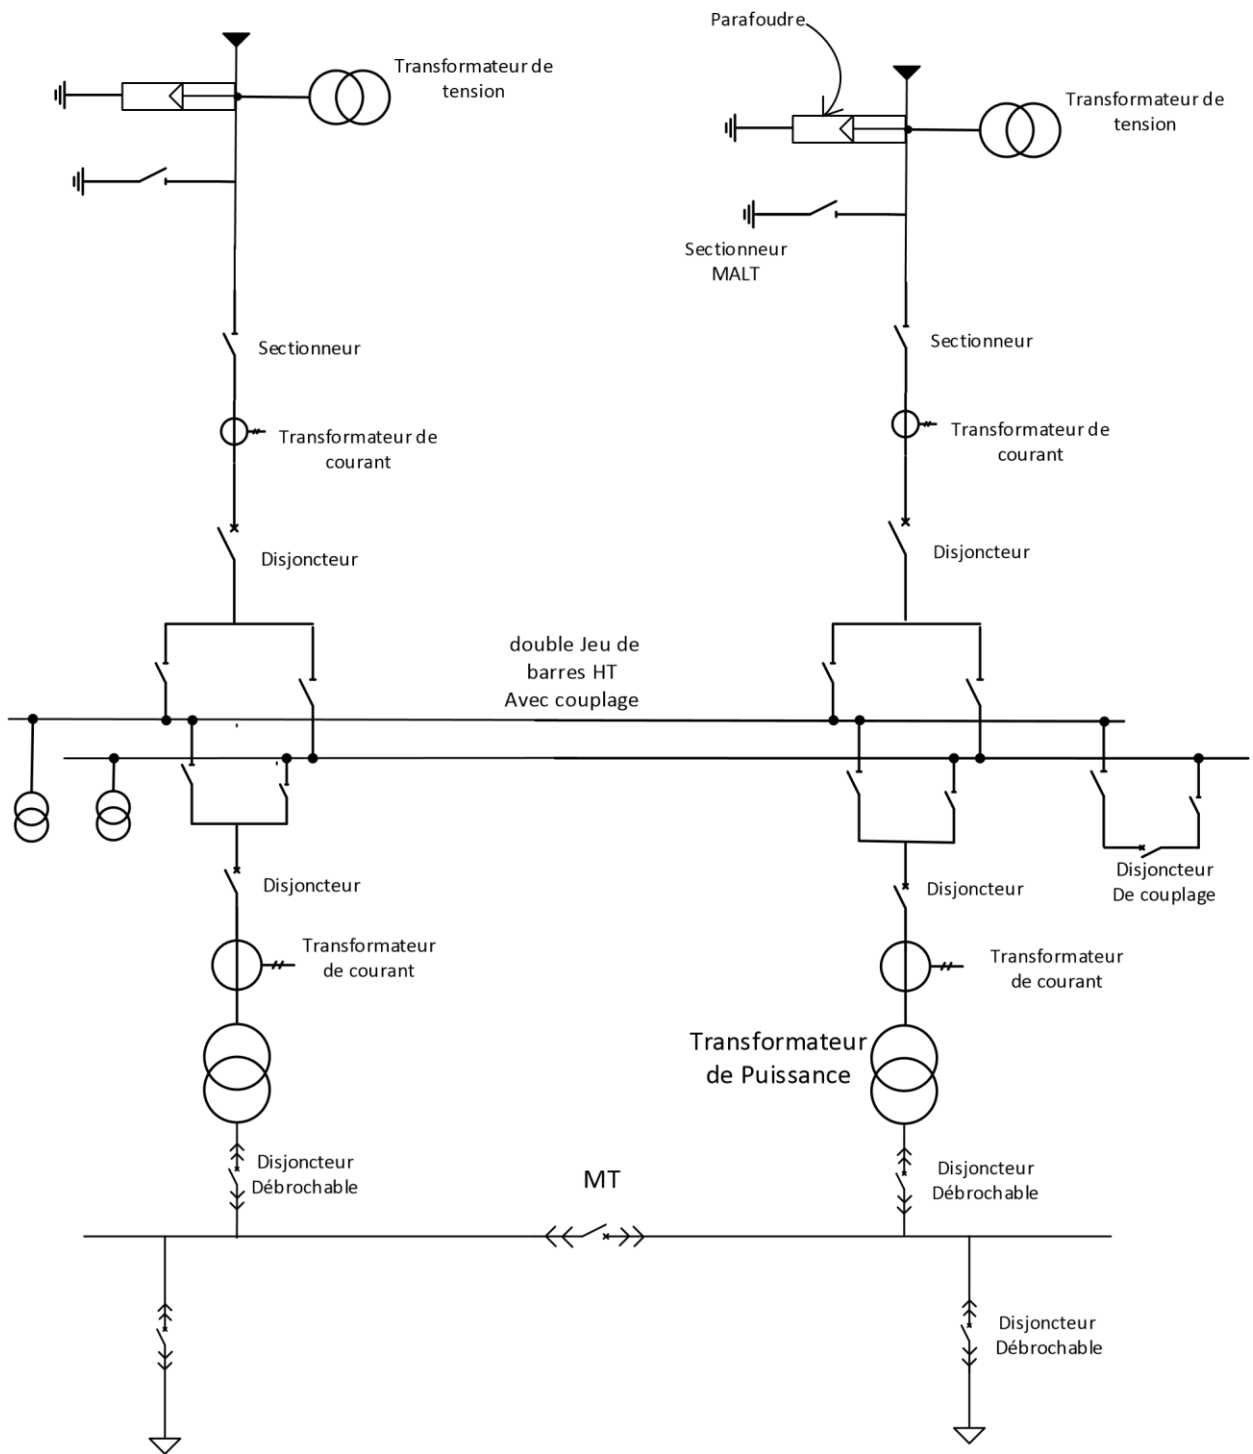 Parafoudre
Transformateur de
tension
Transformateur de
tension
Sectionneur
MALT
Sectionneur
Sectionneur
Transformateur de
courant
Transformateur de
courant
Disjoncteur
Disjoncteur
double Jeu de
barres HT
Avec couplage
Disjoncteur
De couplage
Disjoncteur
Disjoncteur
Transformateur
de courant
Transformateur
de courant
Transformateur
de Puissance
Disjoncteur
Débrochable
MT
Disjoncteur
Débrochable
Disjoncteur
Débrochable